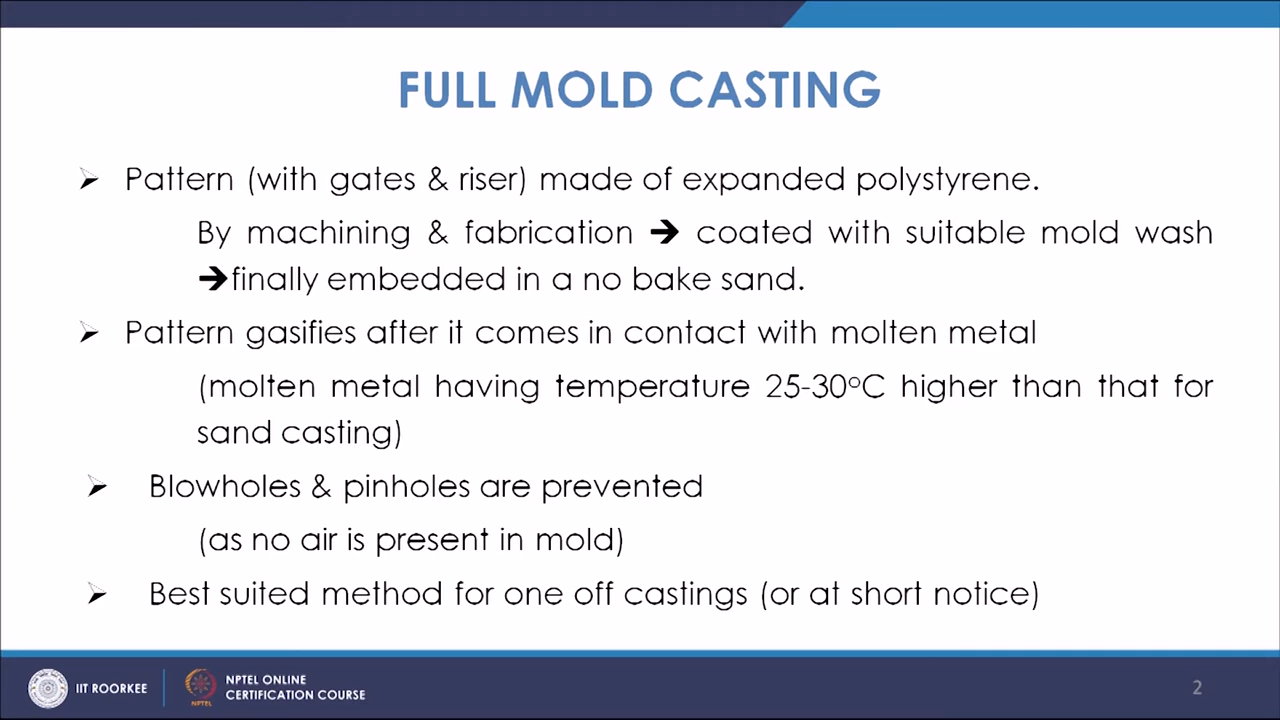 FULL MOLD CASTING
➢ Pattern (with gates & riser) made of expanded polystyrene.
By machining & fabrication ➔ coated with suitable mold wash
➔finally embedded in a no bake sand.
➢ Pattern gasifies after it comes in contact with molten metal
(molten metal having temperature 25-30°C higher than that for
sand casting)
➢ Blowholes & pinholes are prevented
(as no air is present in mold)
➢ Best suited method for one off castings (or at short notice)
IIT ROORKEE
NPTEL
NPTEL ONLINE
CERTIFICATION COURSE
2